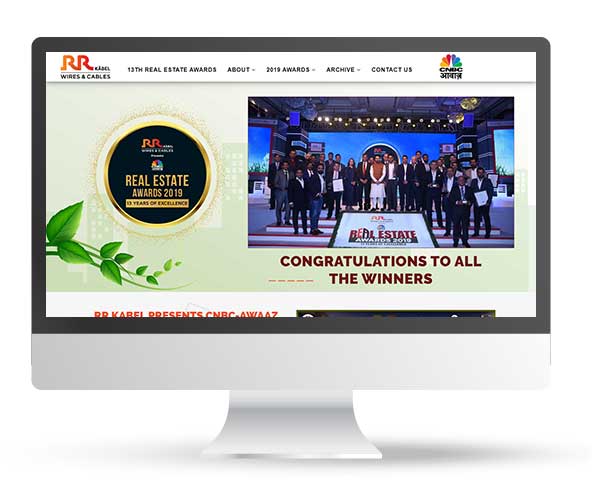 RR KABEL
WIRES & CABLES
13TH REAL ESTATE AWARDS
ABOUT
2019 AWARDS
ARCHIVE
CONTACT US
CNBC
आवाज़
RR KABEL
WIRES & CABLES
Presents
REAL ESTATE
AWARDS 2019
13 YEARS OF EXCELLENCE
RR
REAL ESTATE
AWARDS 2019
CONGRATULATIONS TO ALL
THE WINNERS
RR KABEL PRESENTS CNBC-AWAAZ